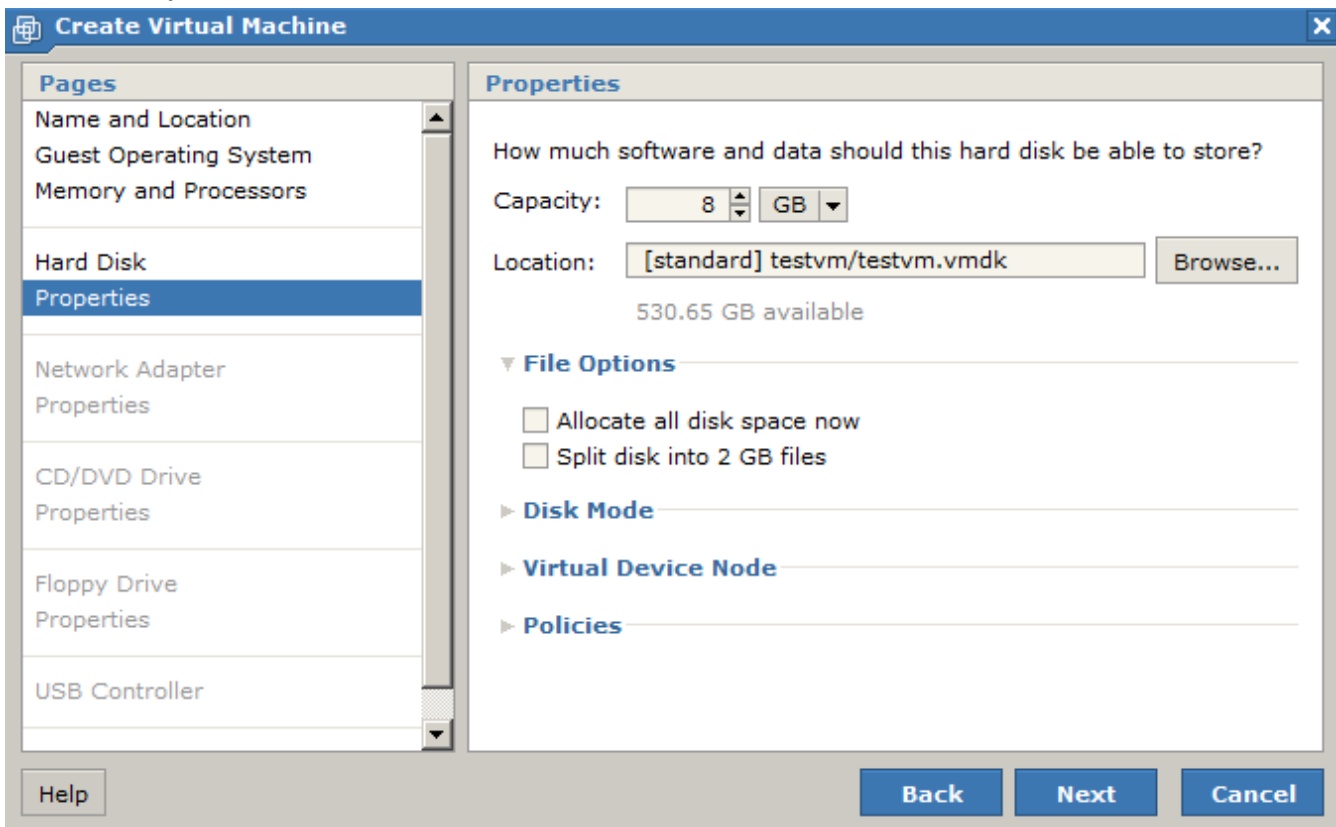 Create Virtual Machine
Pages
Name and Location
Guest Operating System
Memory and Processors
Hard Disk
Properties
Network Adapter
Properties
CD/DVD Drive
Properties
Floppy Drive
Properties
USB Controller
Properties
How much software and data should this hard disk be able to store?
Capacity: 8 GB
Location: [standard] testvm/testvm.vmdk Browse...
530.65 GB available
File Options
Allocate all disk space now
Split disk into 2 GB files
Disk Mode
Virtual Device Node
Policies
Help Back Next Cancel